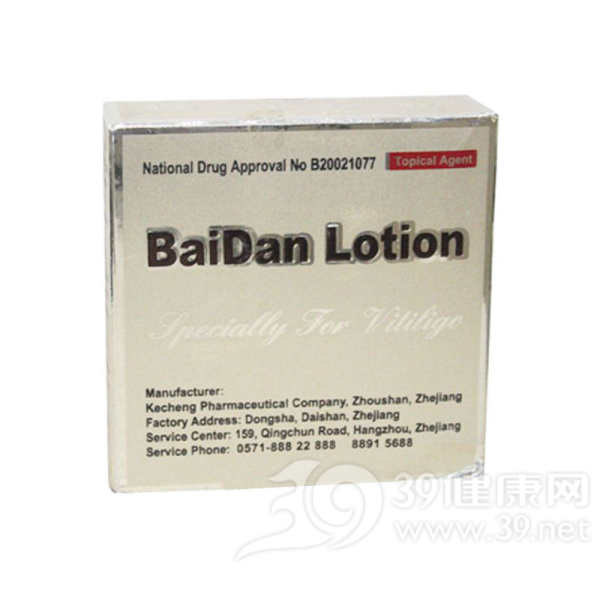 National Drug Approval No B20021077 Topical Agent
BaiDan Lotion
Specially For Vitiligo
Manufacturer:
Kecheng Pharmaceutical Company, Zhoushan, Zhejiang
Factory Address: Dongsha, Daishan, Zhejiang
Service Center: 159, Qingchun Road, Hangzhou, Zhejiang
Service Phone: 0571-888 22 888 8891 5688
39健康网
www.39.net